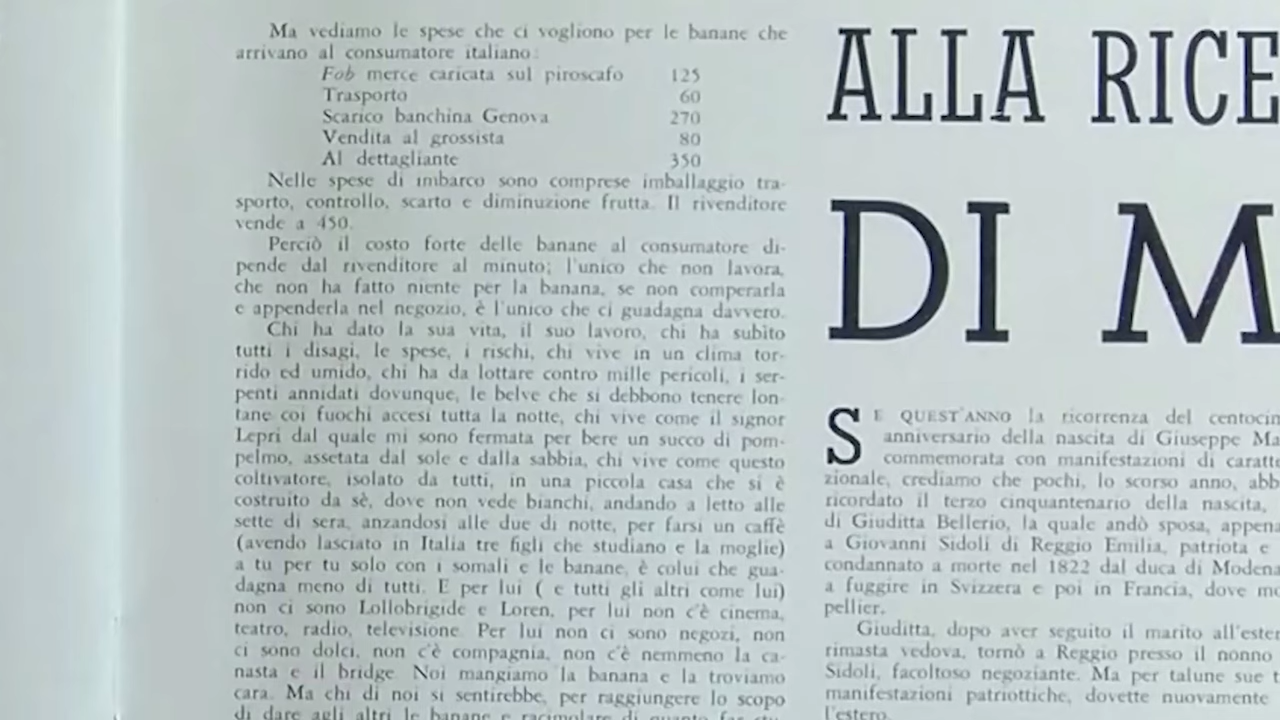 Ma vediamo le spese che ci vogliono per le banane che
arrivano al consumatore italiano:
Fob merce caricata sul piroscafo 125
Trasporto 60
Scarico banchina Genova 270
Vendita al grossista 80
Al dettagliante 350
Nelle spese di imbarco sono comprese imballaggio tra-
sporto, controllo, scarto e diminuzione frutta. Il rivenditore
vende a 450.
Perciò il costo forte delle banane al consumatore di-
pende dal rivenditore al minuto; l'unico che non lavora,
che non ha fatto niente per la banana, se non comperarla
e appenderla nel negozio, è l'unico che ci guadagna davvero.
Chi ha dato la sua vita, il suo lavoro, chi ha subìto
tutti i disagi, le spese, i rischi, chi vive in un clima tor-
rido ed umido, chi ha da lottare contro mille pericoli, i ser-
penti annidati dovunque, le belve che si debbono tenere lon-
tane coi fuochi accesi tutta la notte, chi vive come il signor
Lepri dal quale mi sono fermata per bere un succo di pom-
pelmo, assetata dal sole e dalla sabbia, chi vive come questo
coltivatore, isolato da tutti, in una piccola casa che si è
costruito da sè, dove non vede bianchi, andando a letto alle
sette di sera, anzandosi alle due di notte, per farsi un caffè
(avendo lasciato in Italia tre figli che studiano e la moglie)
a tu per tu solo con i somali e le banane, è colui che gua-
dagna meno di tutti. E per lui ( e tutti gli altri come lui)
non ci sono Lollobrigide e Loren, per lui non c'è cinema,
teatro, radio, televisione. Per lui non ci sono negozi, non
ci sono dolci, non c'è compagnia, non c'è nemmeno la ca-
nasta e il bridge. Noi mangiamo la banana e la troviamo
cara. Ma chi di noi si sentirebbe, per raggiungere lo scopo
di dare agli altri le banane e racimolare di quanto far stu-
ALLA RICE
DI M
SE QUEST'ANNO la ricorrenza del centocin
anniversario della nascita di Giuseppe Ma
commemorata con manifestazioni di caratte
zionale, crediamo che pochi, lo scorso anno, abb
ricordato il terzo cinquantenario della nascita,
di Giuditta Bellerio, la quale andò sposa, appena
a Giovanni Sidoli di Reggio Emilia, patriota e
condannato a morte nel 1822 dal duca di Modena
a fuggire in Svizzera e poi in Francia, dove mo
pellier.
Giuditta, dopo aver seguito il marito all'ester
rimasta vedova, tornò a Reggio presso il nonno
Sidoli, facoltoso negoziante. Ma per talune sue t
manifestazioni patriottiche, dovette nuovamente
l'estero.